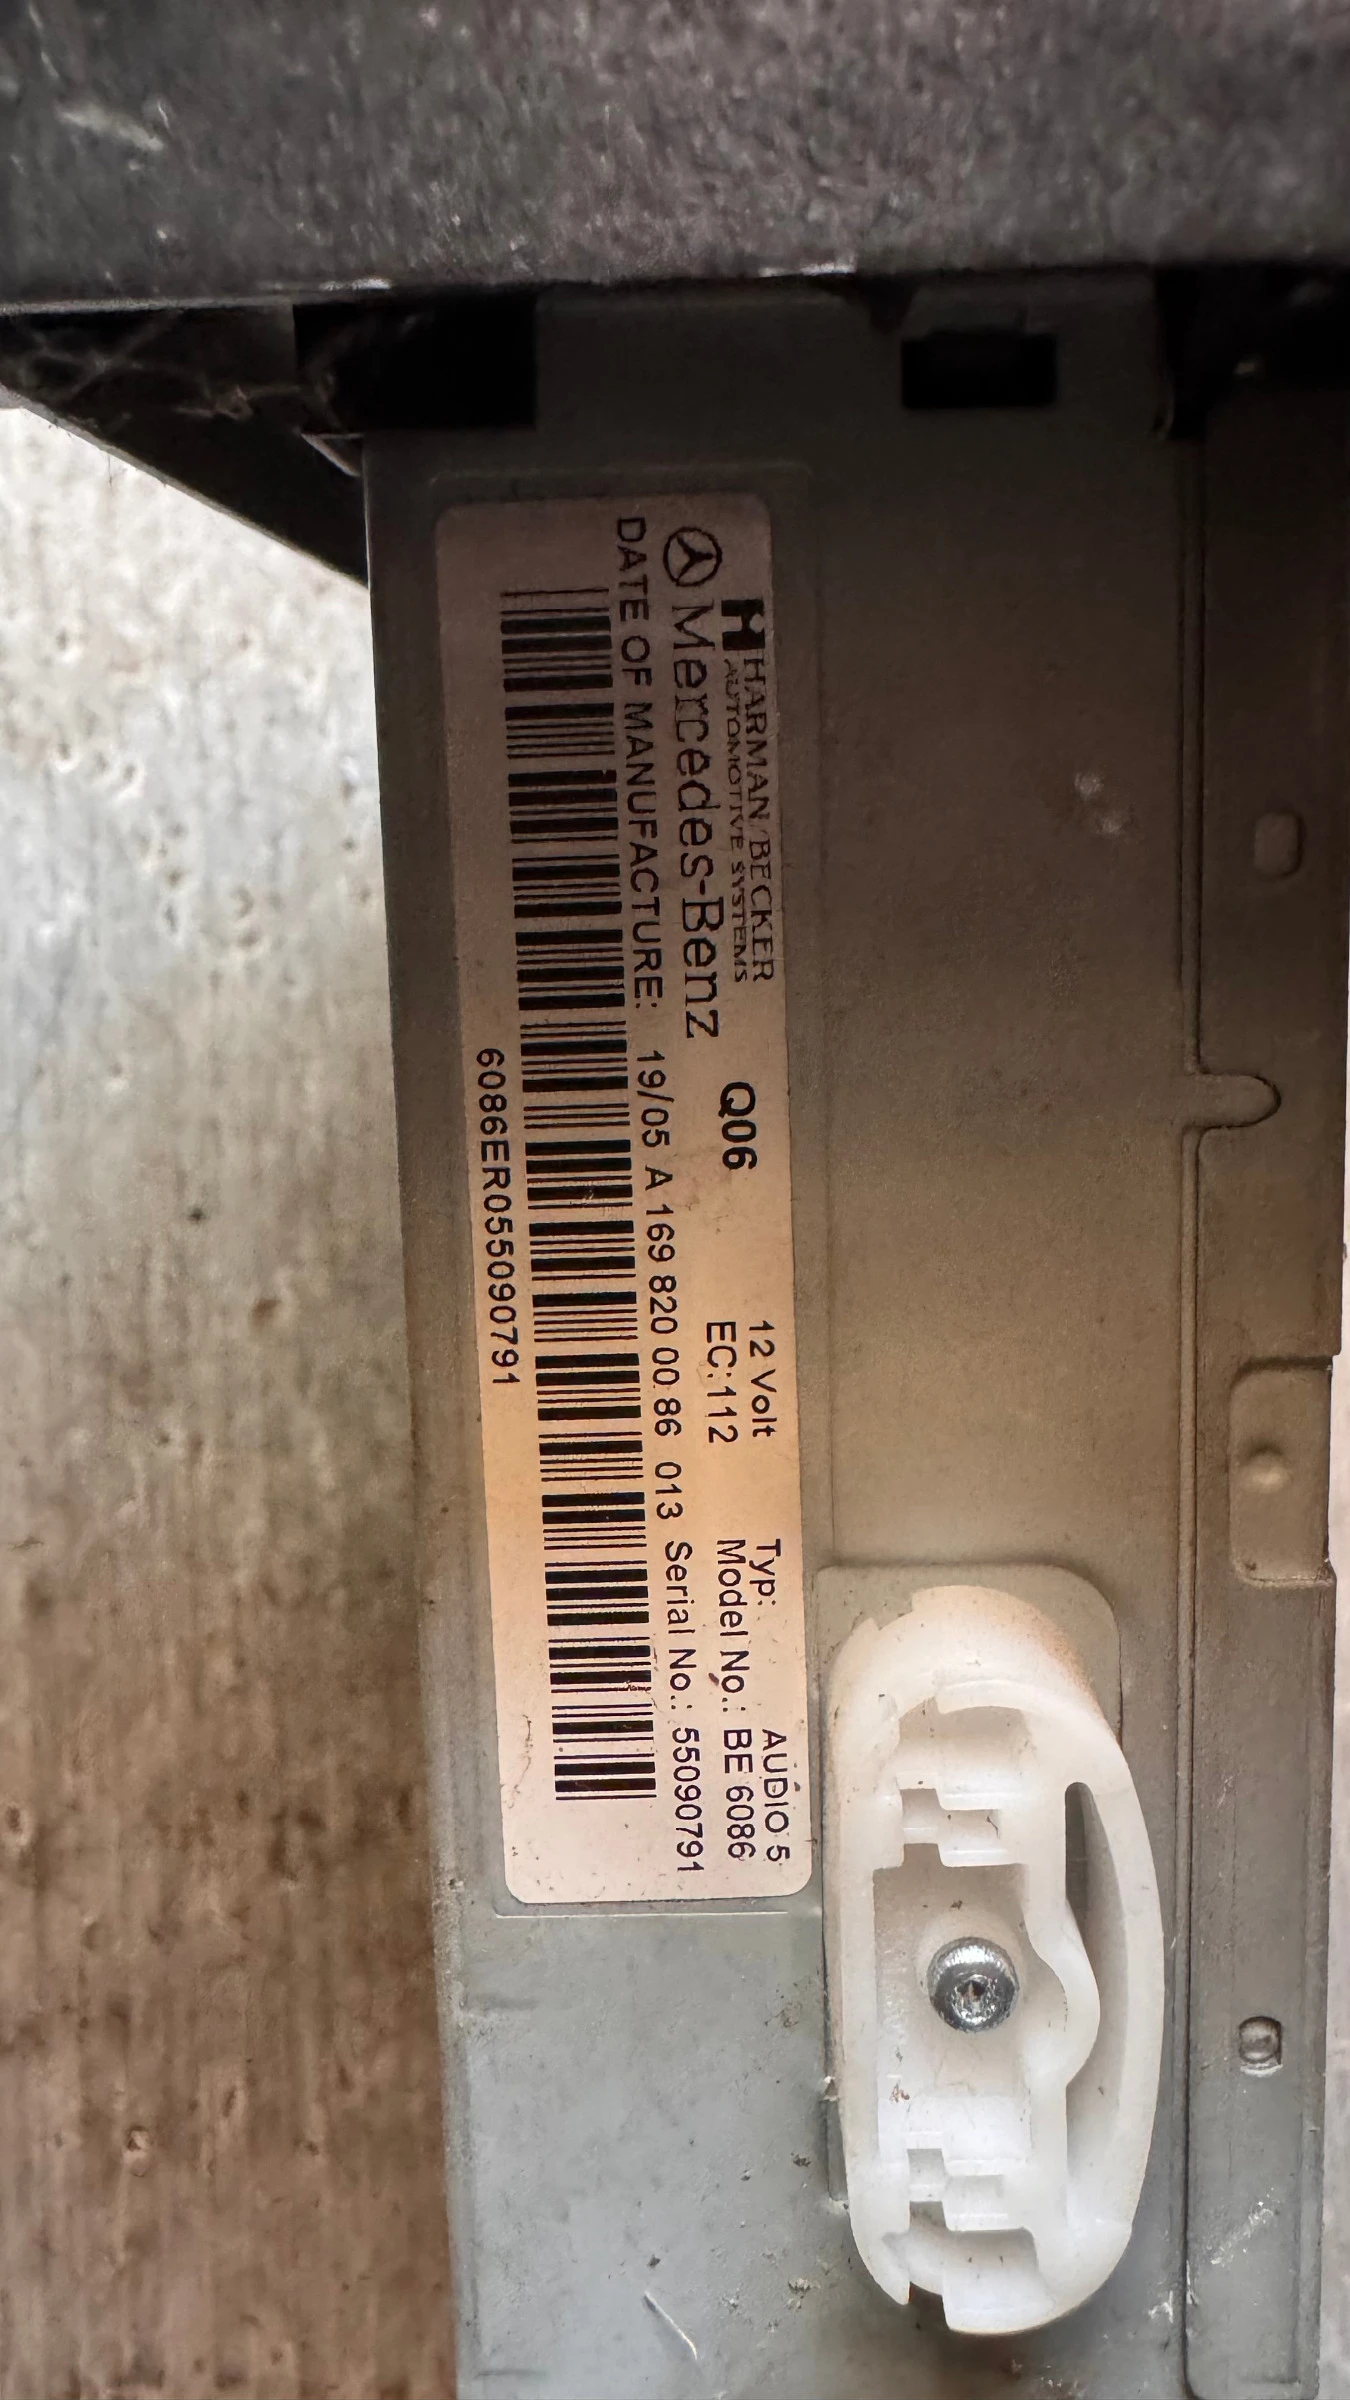 HARMAN/BECKER
AUTOMOTIVE SYSTEMS
Mercedes-Benz
Q06
12 Volt
EC:112
Typ: AUDIO 5
Model No.: BE 6086
DATE OF MANUFACTURE: 19/05 A 169 820 00 86 013 Serial No.: 55090791
6086ER055090791